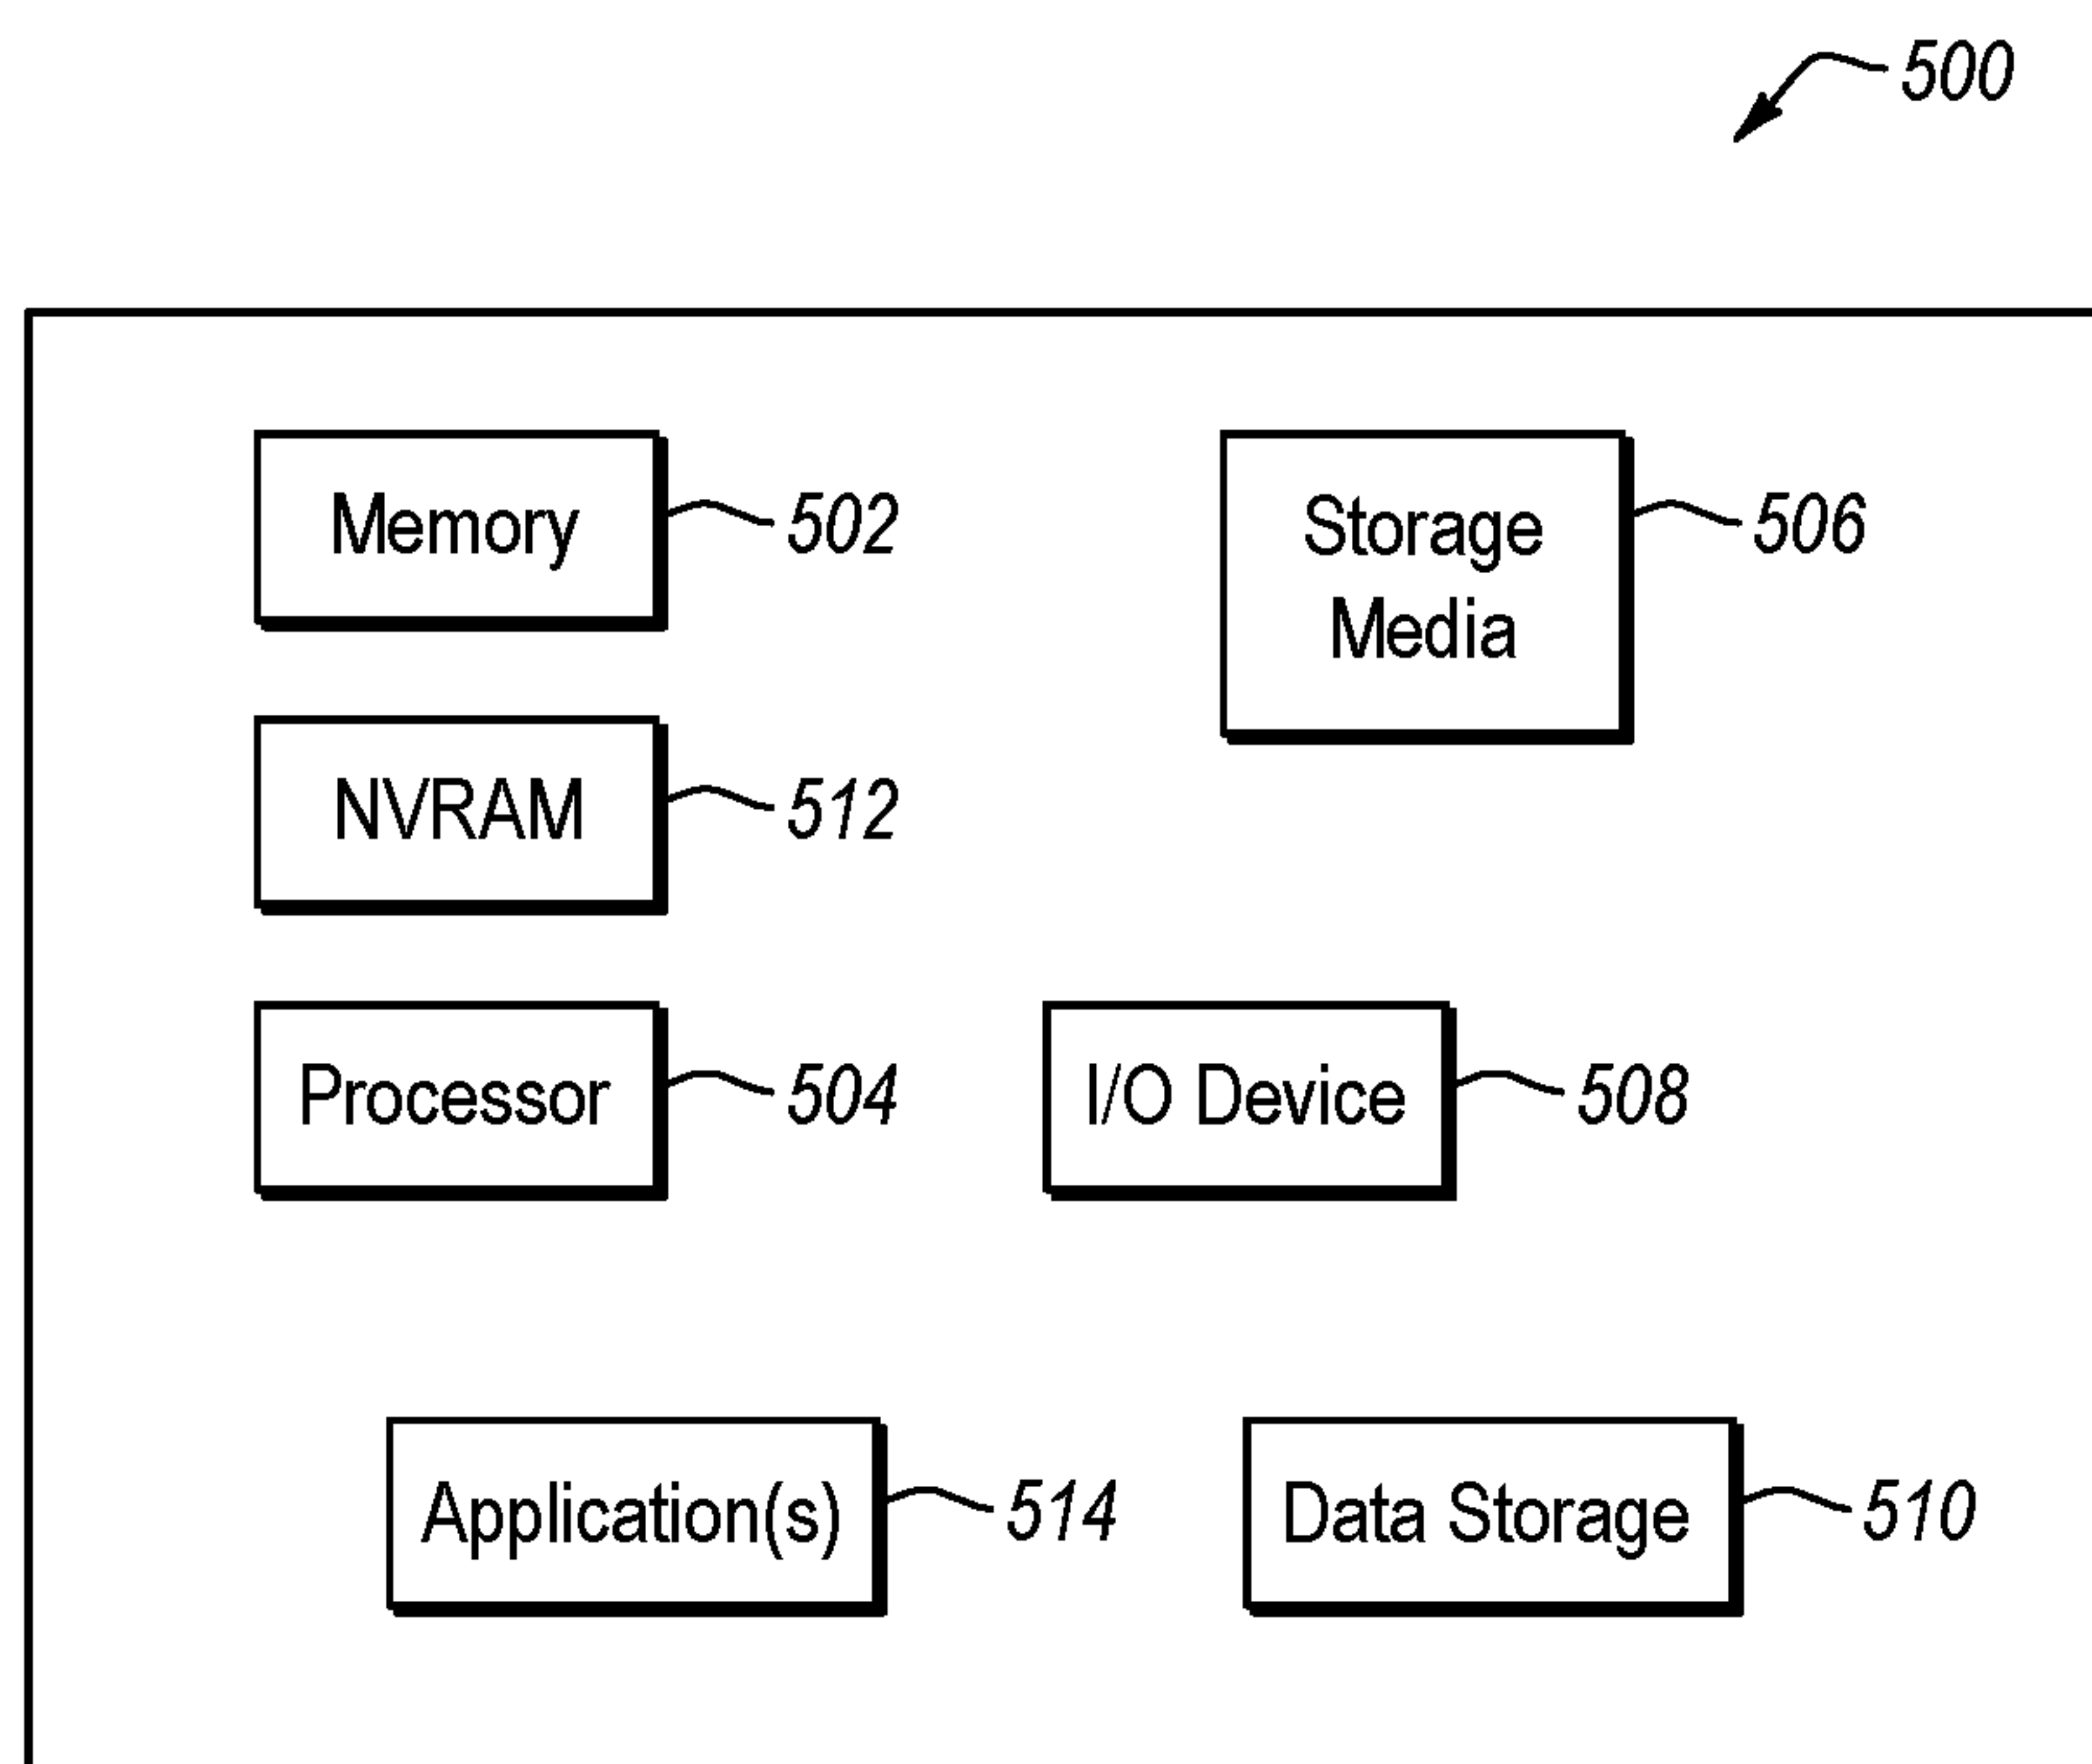 500
Memory 502
Storage
Media
506
NVRAM 512
Processor 504
I/O Device 508
Application(s) 514
Data Storage 510